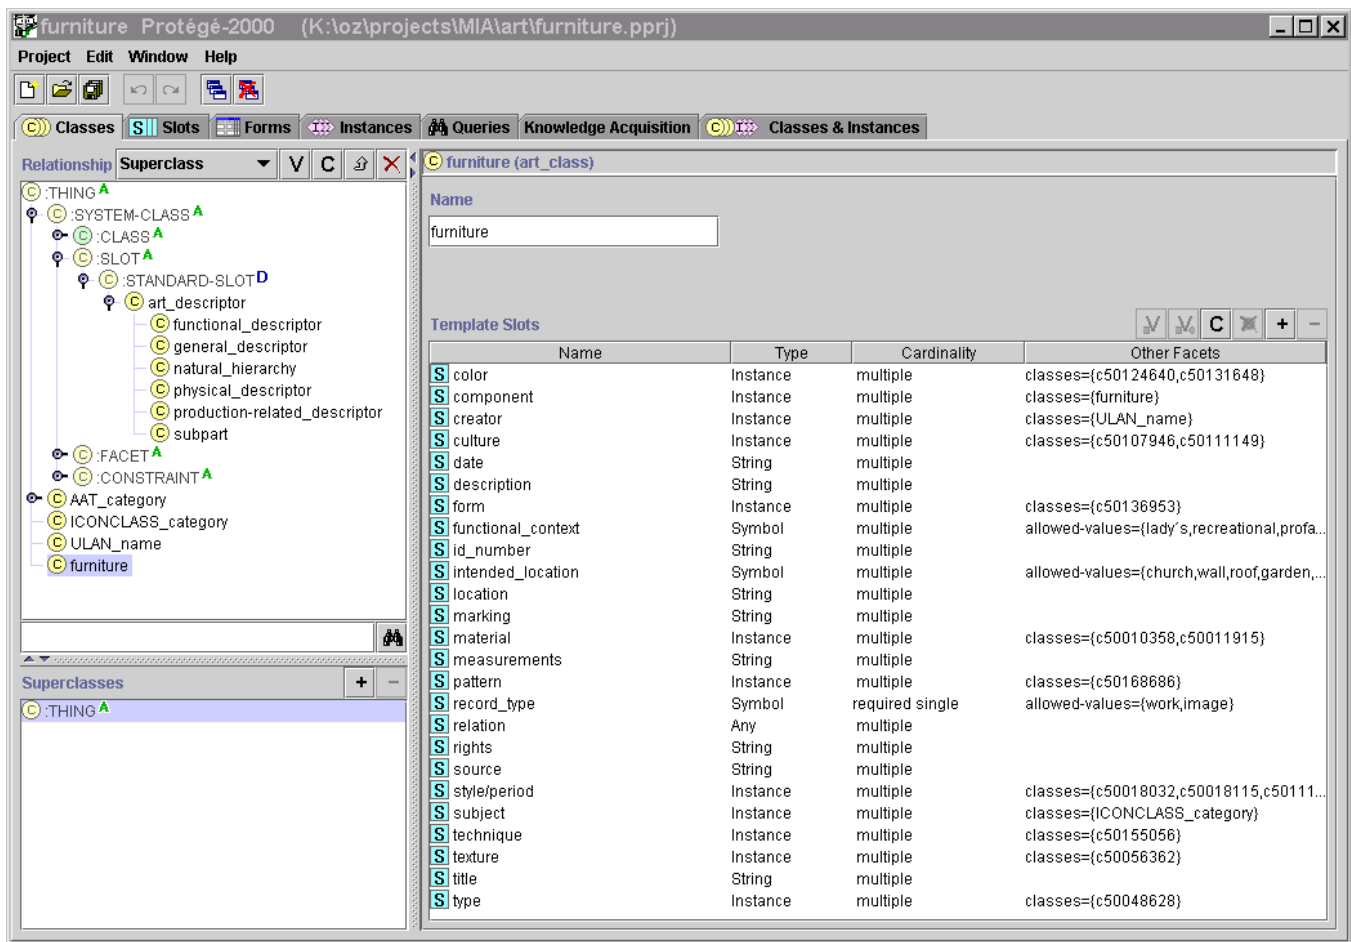 furniture Protégé-2000 (K:\oz\projects\MIA\art\furniture.pprj)
Project Edit Window Help
C Classes S Slots Forms I Instances Queries Knowledge Acquisition C I Classes & Instances
Relationship Superclass V C
C :THING A
C :SYSTEM-CLASS A
C :CLASS A
C :SLOT A
C :STANDARD-SLOT D
C art_descriptor
C functional_descriptor
C general_descriptor
C natural_hierarchy
C physical_descriptor
C production-related_descriptor
C subpart
C :FACET A
C :CONSTRAINT A
C AAT_category
C ICONCLASS_category
C ULAN_name
C furniture
Superclasses + −
C :THING A
C furniture (art_class)
Name
furniture
Template Slots V V C + −
Name Type Cardinality Other Facets
S color Instance multiple classes={c50124640,c50131648}
S component Instance multiple classes={furniture}
S creator Instance multiple classes={ULAN_name}
S culture Instance multiple classes={c50107946,c50111149}
S date String multiple
S description String multiple
S form Instance multiple classes={c50136953}
S functional_context Symbol multiple allowed-values={lady´s,recreational,profa...
S id_number String multiple
S intended_location Symbol multiple allowed-values={church,wall,roof,garden,...
S location String multiple
S marking String multiple
S material Instance multiple classes={c50010358,c50011915}
S measurements String multiple
S pattern Instance multiple classes={c50168686}
S record_type Symbol required single allowed-values={work,image}
S relation Any multiple
S rights String multiple
S source String multiple
S style/period Instance multiple classes={c50018032,c50018115,c50111...
S subject Instance multiple classes={ICONCLASS_category}
S technique Instance multiple classes={c50155056}
S texture Instance multiple classes={c50056362}
S title String multiple
S type Instance multiple classes={c50048628}